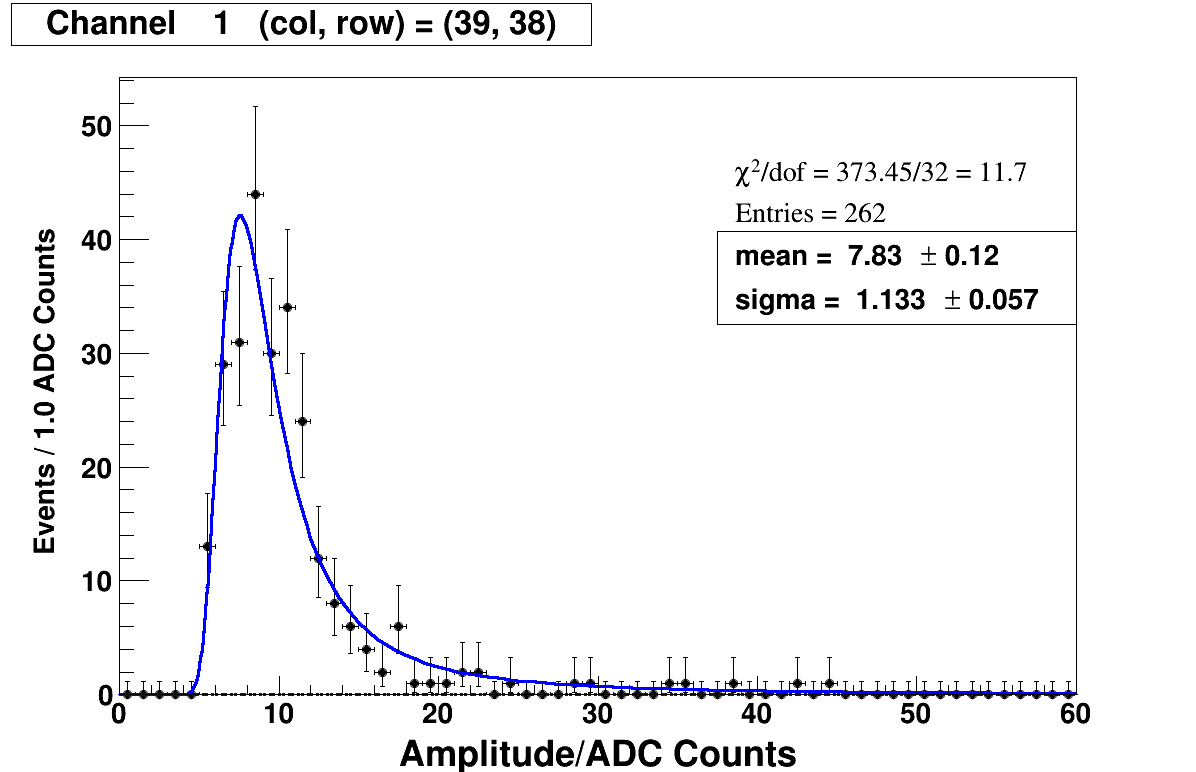 Channel 1 (col, row) = (39, 38)
50
40
30
20
10
0
Events / 1.0 ADC Counts
χ²/dof = 373.45/32 = 11.7
Entries = 262
mean = 7.83 ± 0.12
sigma = 1.133 ± 0.057
0 10 20 30 40 50 60
Amplitude/ADC Counts